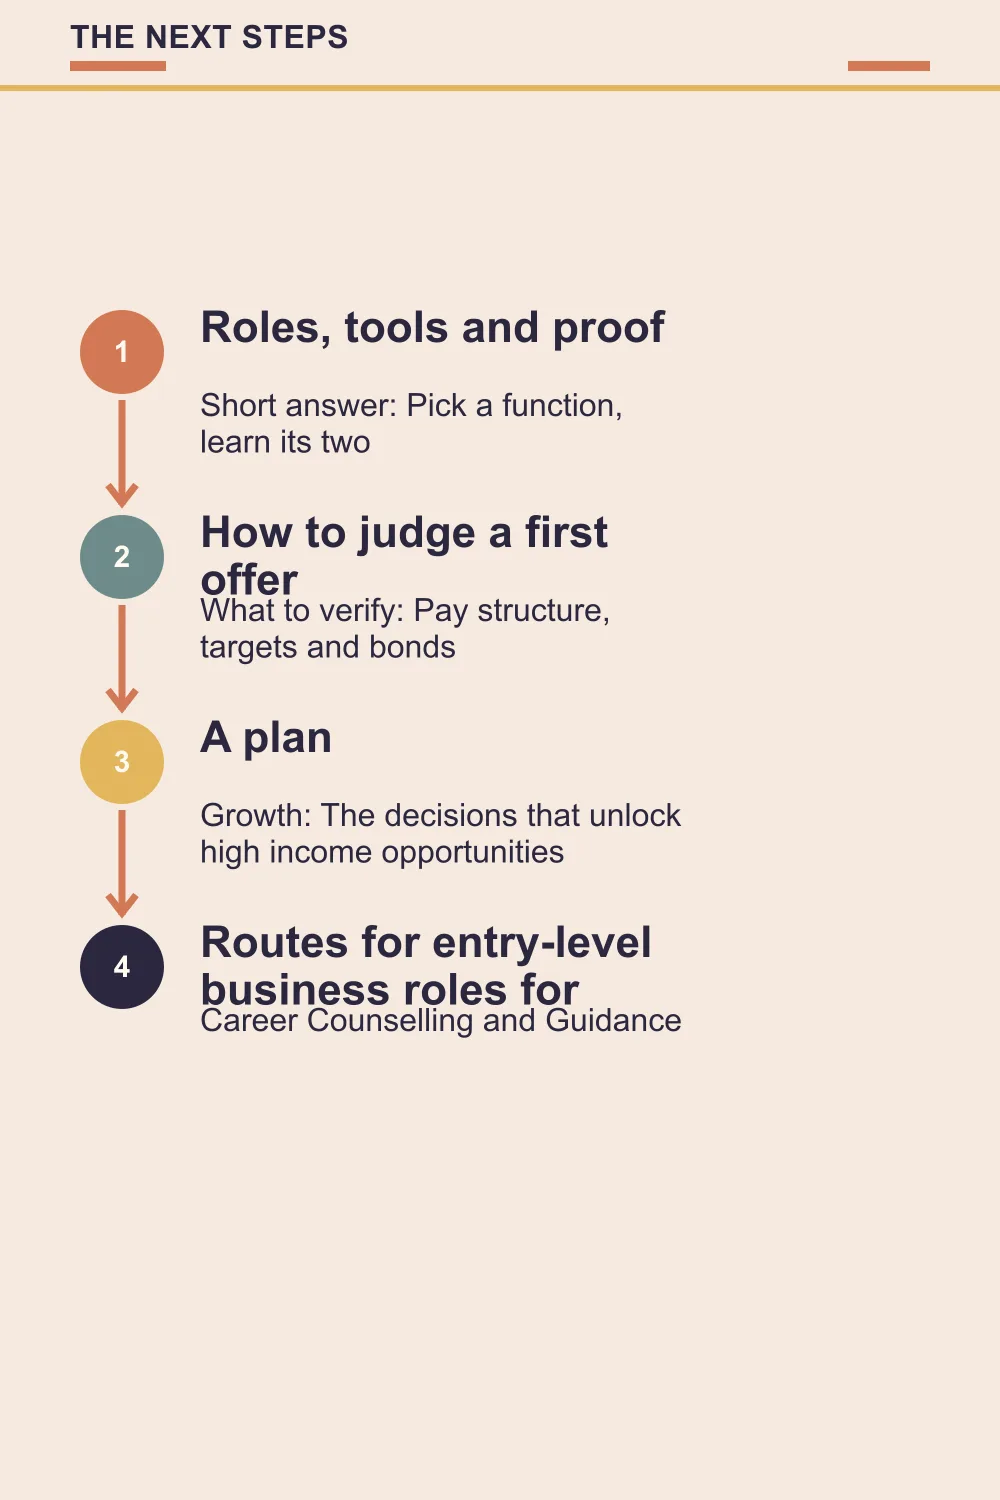 THE NEXT STEPS
1
Roles, tools and proof
Short answer: Pick a function,
learn its two
2
How to judge a first
offer
What to verify: Pay structure,
targets and bonds
3
A plan
Growth: The decisions that unlock
high income opportunities
4
Routes for entry-level
business roles for
Career Counselling and Guidance